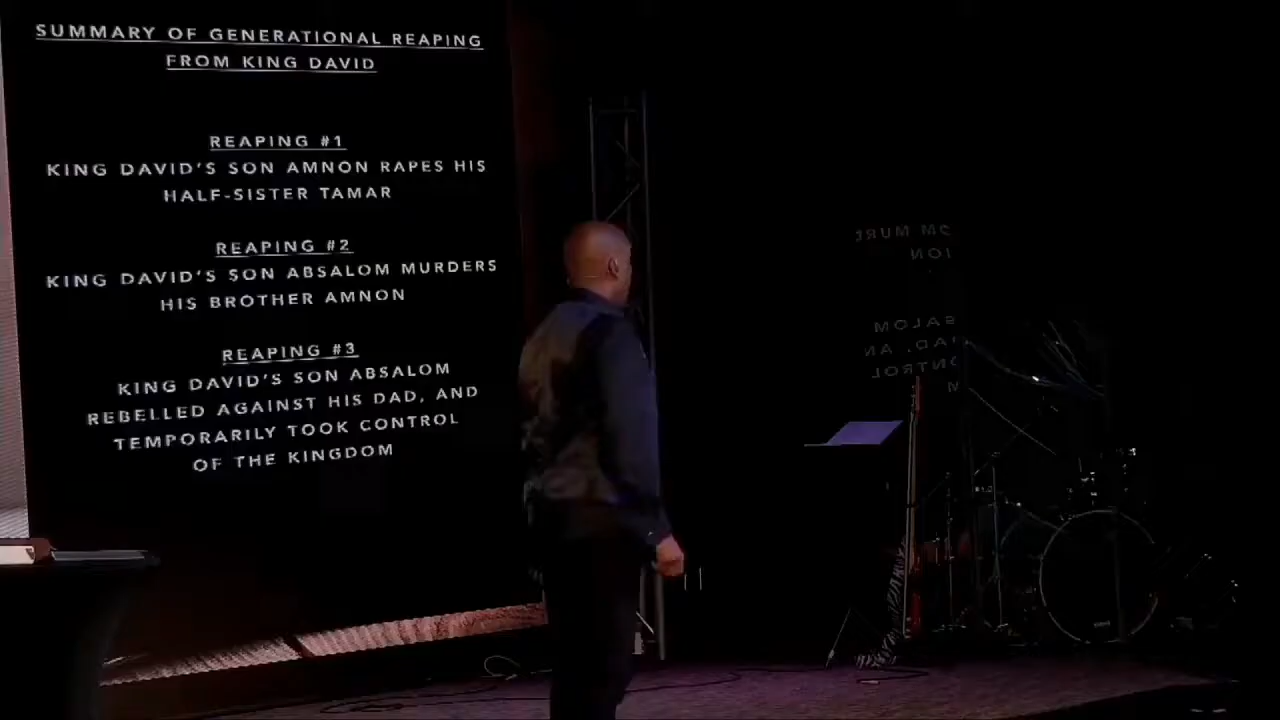 SUMMARY OF GENERATIONAL REAPING
FROM KING DAVID
REAPING #1
KING DAVID'S SON AMNON RAPES HIS
HALF-SISTER TAMAR
REAPING #2
KING DAVID'S SON ABSALOM MURDERS
HIS BROTHER AMNON
REAPING #3
KING DAVID'S SON ABSALOM
REBELLED AGAINST HIS DAD, AND
TEMPORARILY TOOK CONTROL
OF THE KINGDOM